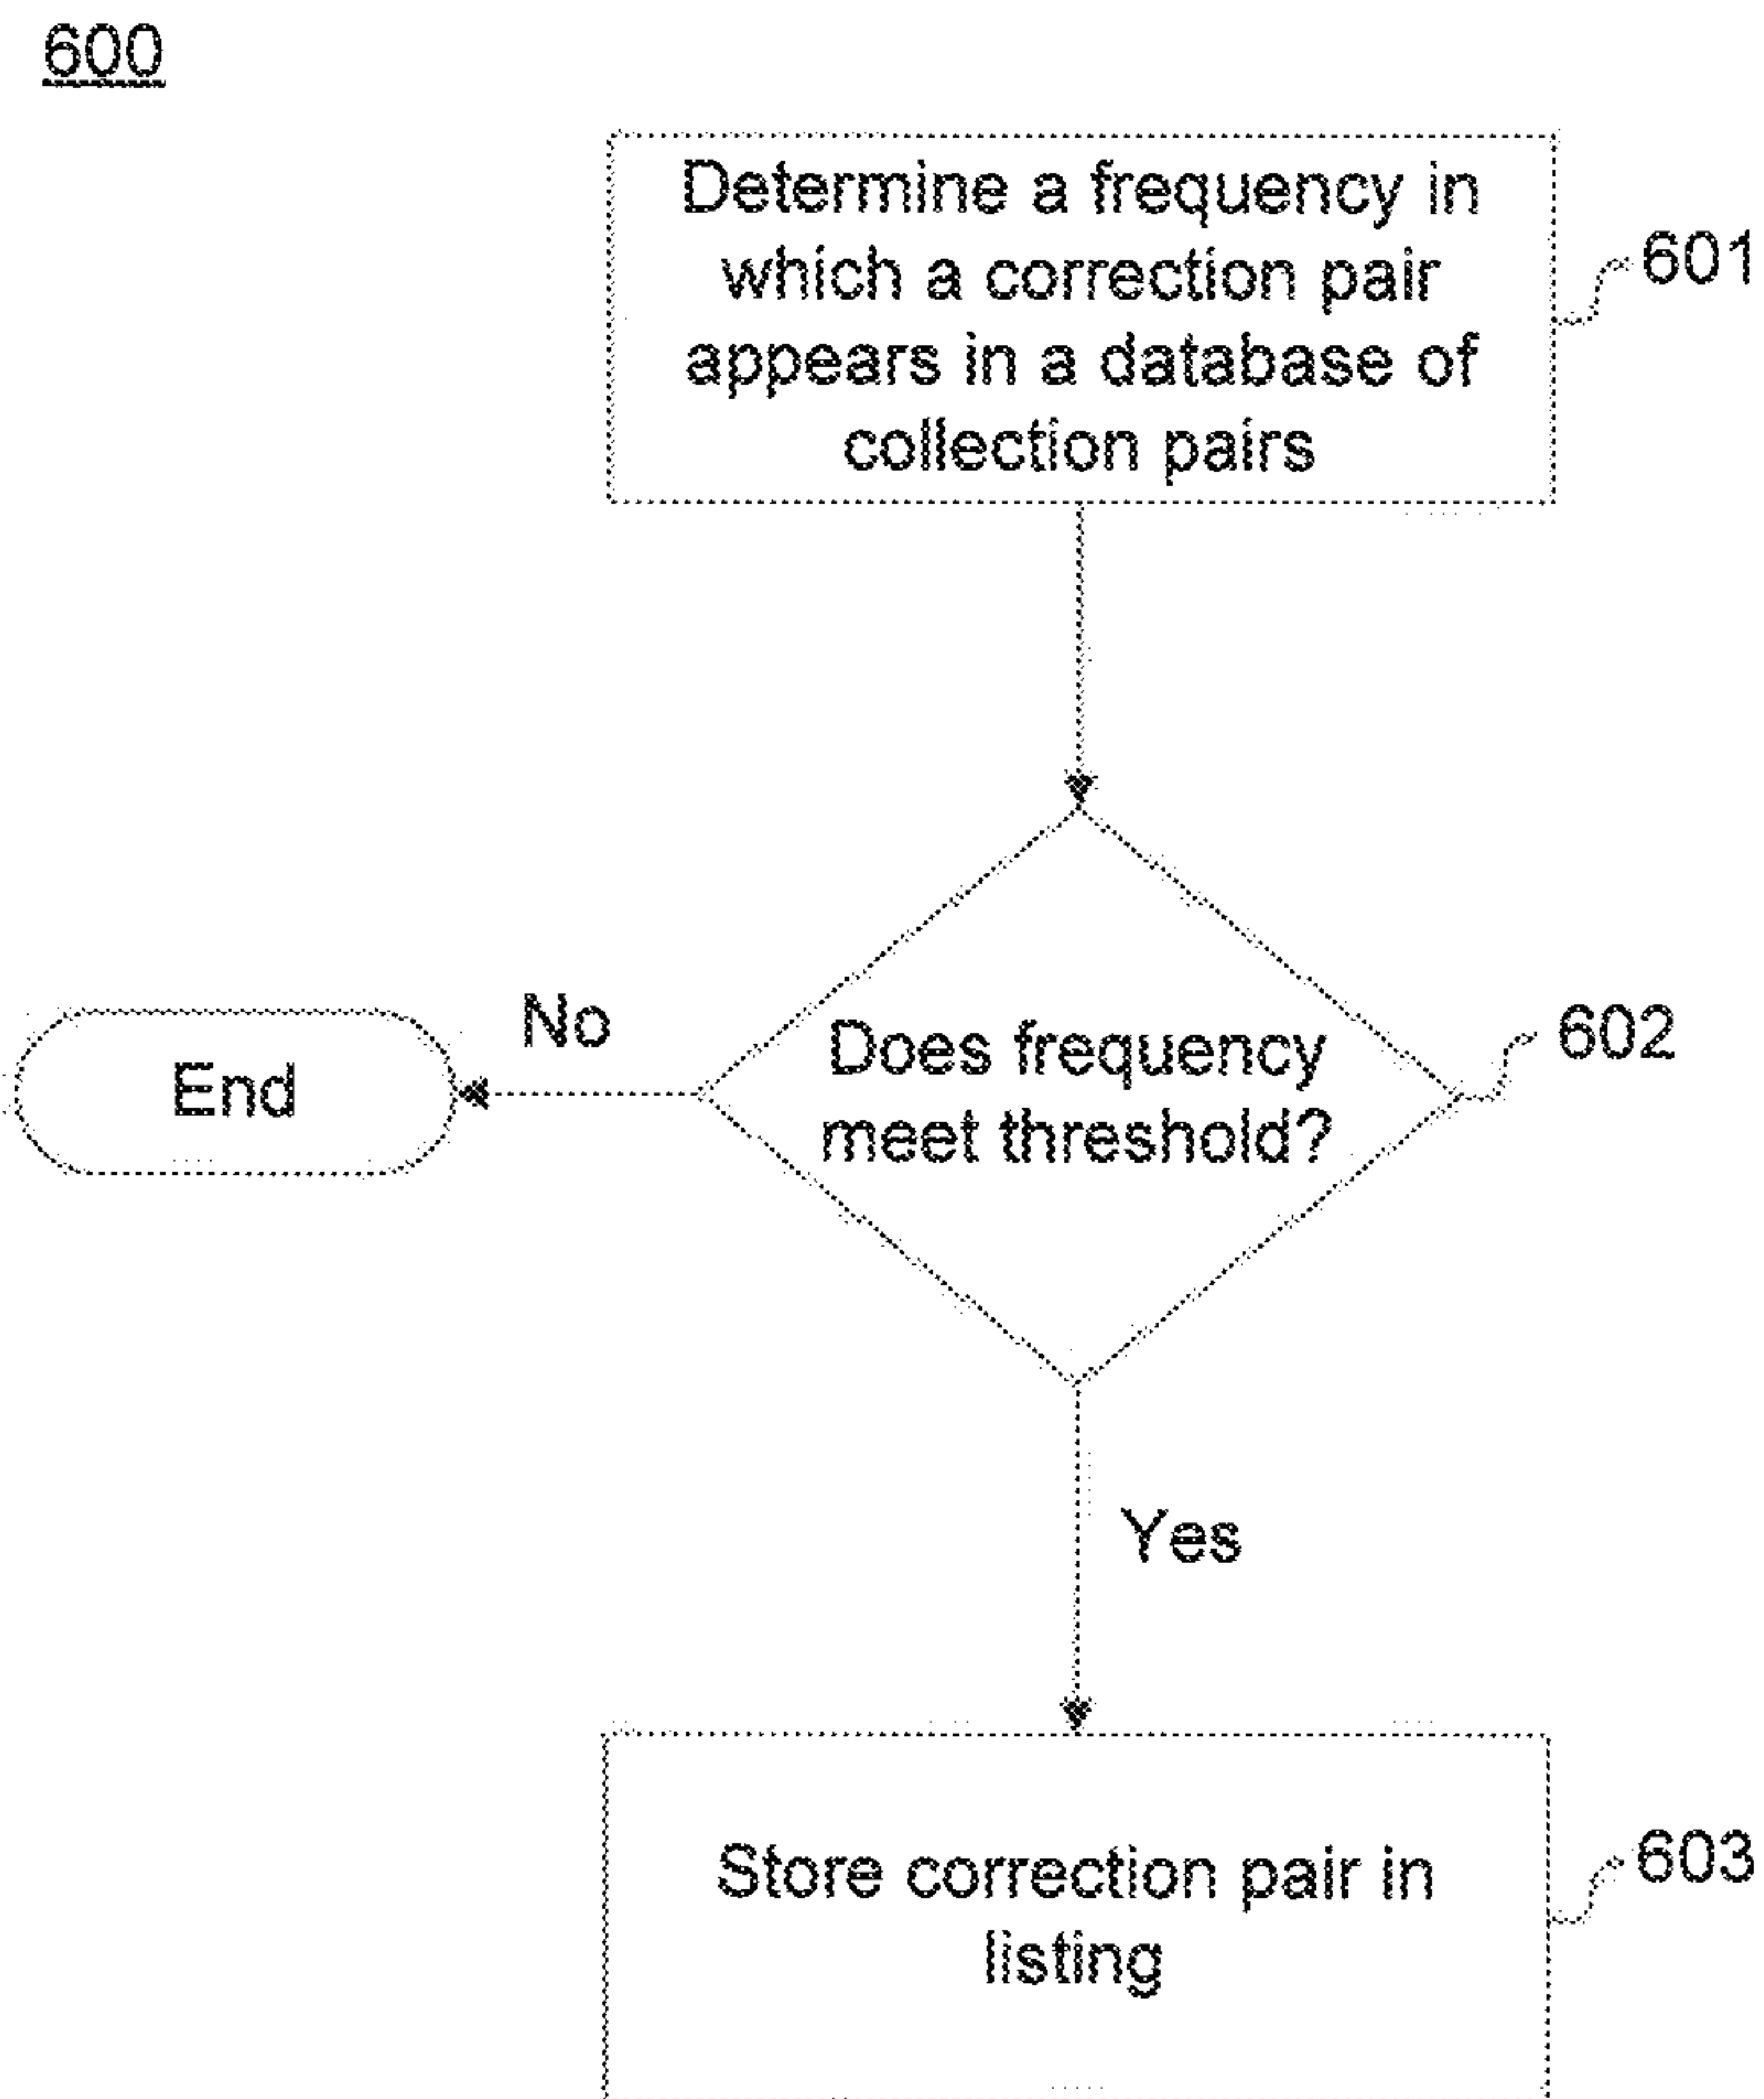 600
Determine a frequency in
which a correction pair
appears in a database of
collection pairs
601
No
End
Does frequency
meet threshold?
602
Yes
Store correction pair in
listing
603